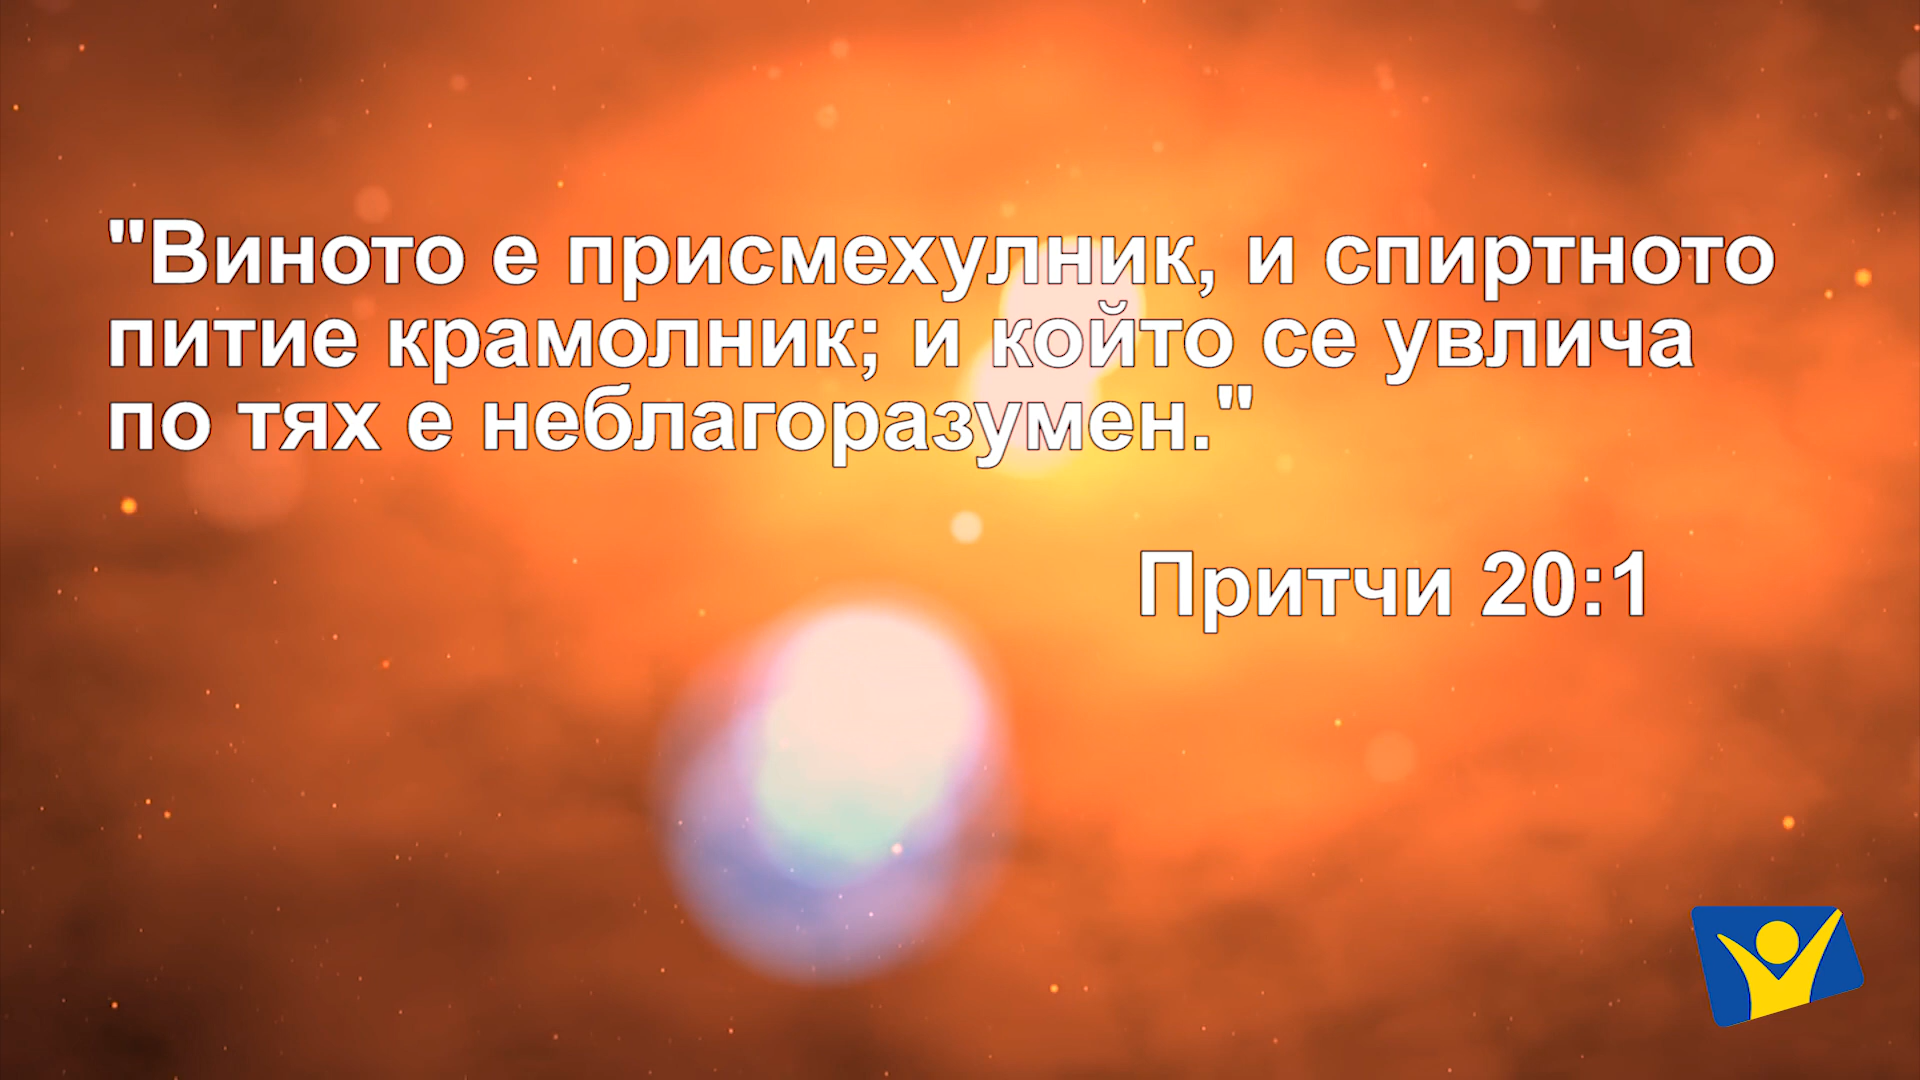 "Виното е присмехулник, и спиртното
питие крамолник; и който се увлича
по тях е неблагоразумен."
Притчи 20:1